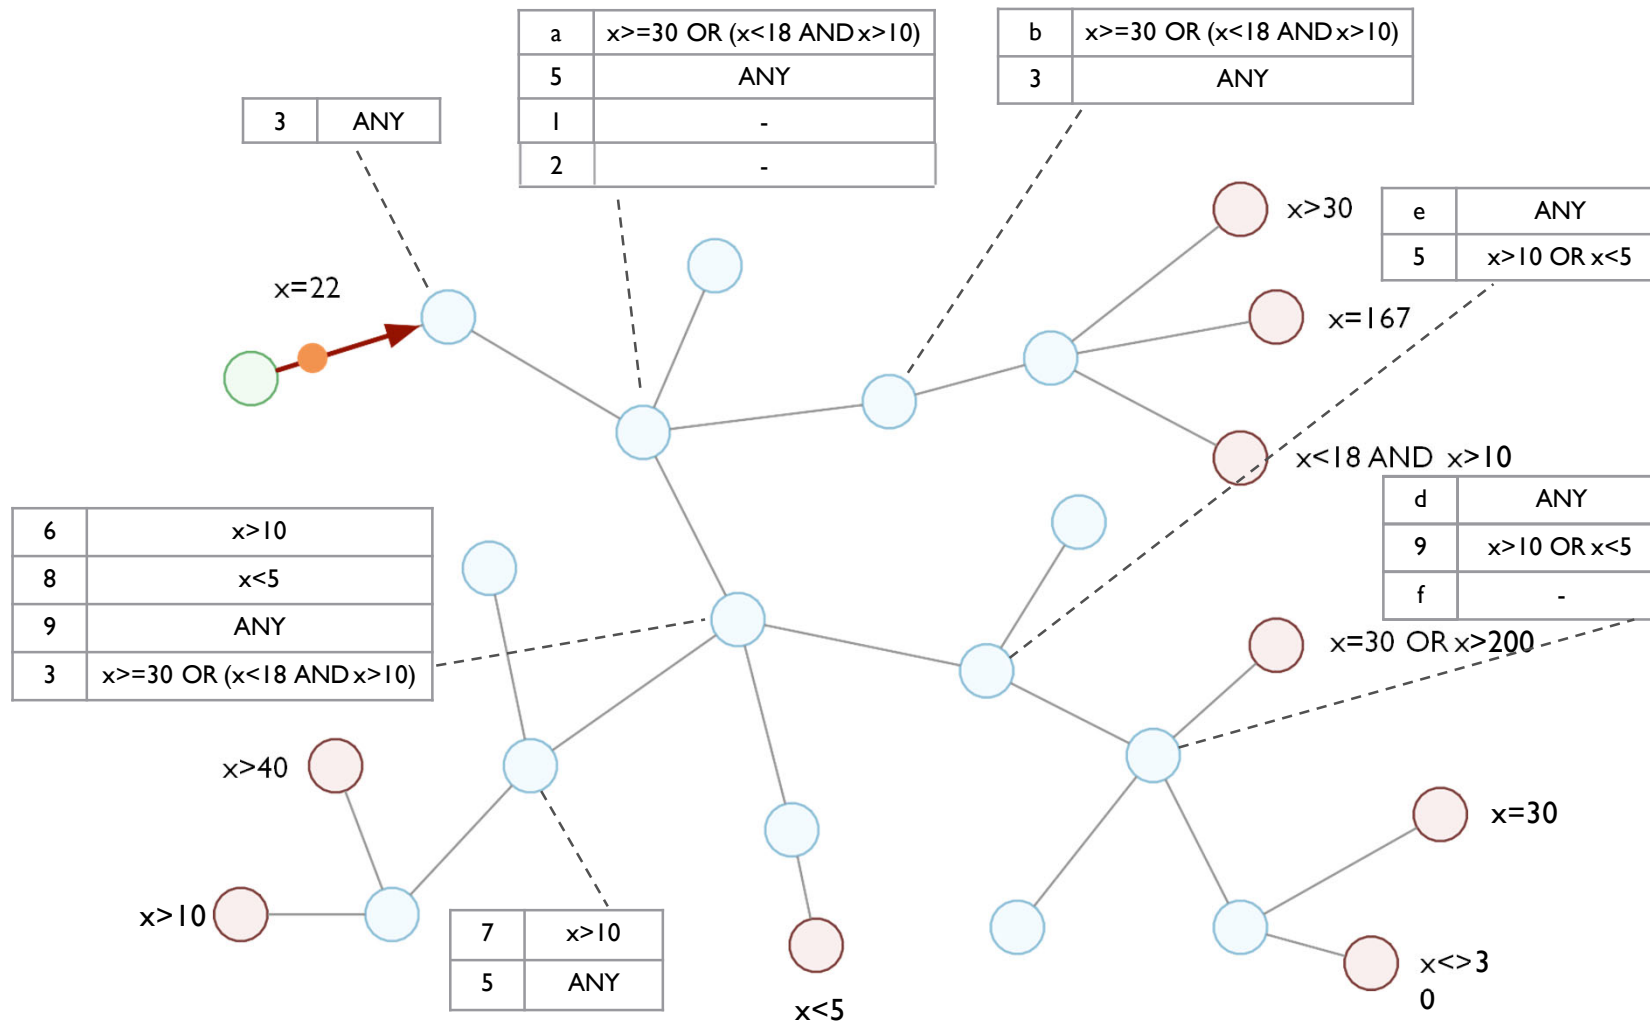 a x>=30 OR (x<18 AND x>10)
5 ANY
1 -
2 -
b x>=30 OR (x<18 AND x>10)
3 ANY
3 ANY
x>30
e ANY
5 x>10 OR x<5
x=22
x=167
x<18 AND x>10
d ANY
9 x>10 OR x<5
f -
6 x>10
8 x<5
9 ANY
3 x>=30 OR (x<18 AND x>10)
x=30 OR x>200
x>40
x=30
x>10
7 x>10
5 ANY
x<5
x<>3
0